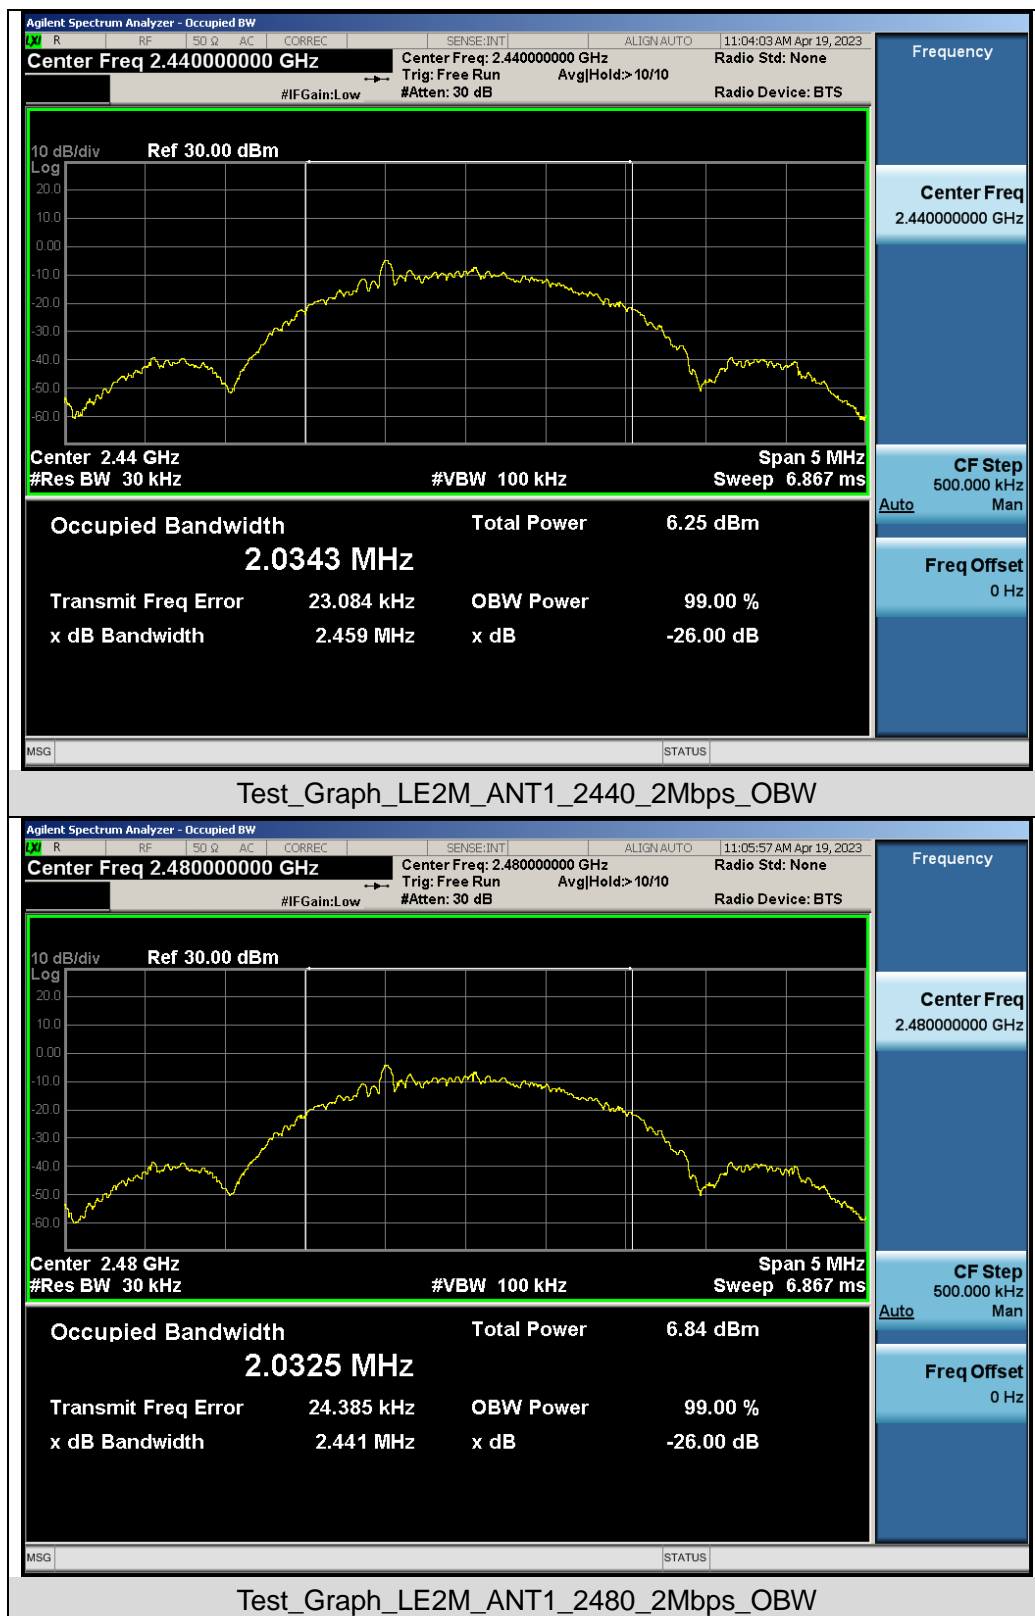 Agilent Spectrum Analyzer - Occupied BW
LXI R RF 50 Ω AC CORREC SENSE:INT ALIGN AUTO 11:04:03 AM Apr 19, 2023
Center Freq 2.440000000 GHz
Center Freq: 2.440000000 GHz
Radio Std: None
Trig: Free Run Avg|Hold:> 10/10
#IFGain:Low
#Atten: 30 dB
Radio Device: BTS
Frequency
10 dB/div Ref 30.00 dBm
Log
20.0
10.0
0.00
-10.0
-20.0
-30.0
-40.0
-50.0
-60.0
Center 2.44 GHz Span 5 MHz
#Res BW 30 kHz #VBW 100 kHz Sweep 6.867 ms
Center Freq
2.440000000 GHz
CF Step
500.000 kHz
Auto Man
Freq Offset
0 Hz
Occupied Bandwidth Total Power 6.25 dBm
2.0343 MHz
Transmit Freq Error 23.084 kHz OBW Power 99.00 %
x dB Bandwidth 2.459 MHz x dB -26.00 dB
MSG STATUS
Test_Graph_LE2M_ANT1_2440_2Mbps_OBW
Agilent Spectrum Analyzer - Occupied BW
LXI R RF 50 Ω AC CORREC SENSE:INT ALIGN AUTO 11:05:57 AM Apr 19, 2023
Center Freq 2.480000000 GHz
Center Freq: 2.480000000 GHz
Radio Std: None
Trig: Free Run Avg|Hold:> 10/10
#IFGain:Low
#Atten: 30 dB
Radio Device: BTS
Frequency
10 dB/div Ref 30.00 dBm
Log
20.0
10.0
0.00
-10.0
-20.0
-30.0
-40.0
-50.0
-60.0
Center 2.48 GHz Span 5 MHz
#Res BW 30 kHz #VBW 100 kHz Sweep 6.867 ms
Center Freq
2.480000000 GHz
CF Step
500.000 kHz
Auto Man
Freq Offset
0 Hz
Occupied Bandwidth Total Power 6.84 dBm
2.0325 MHz
Transmit Freq Error 24.385 kHz OBW Power 99.00 %
x dB Bandwidth 2.441 MHz x dB -26.00 dB
MSG STATUS
Test_Graph_LE2M_ANT1_2480_2Mbps_OBW